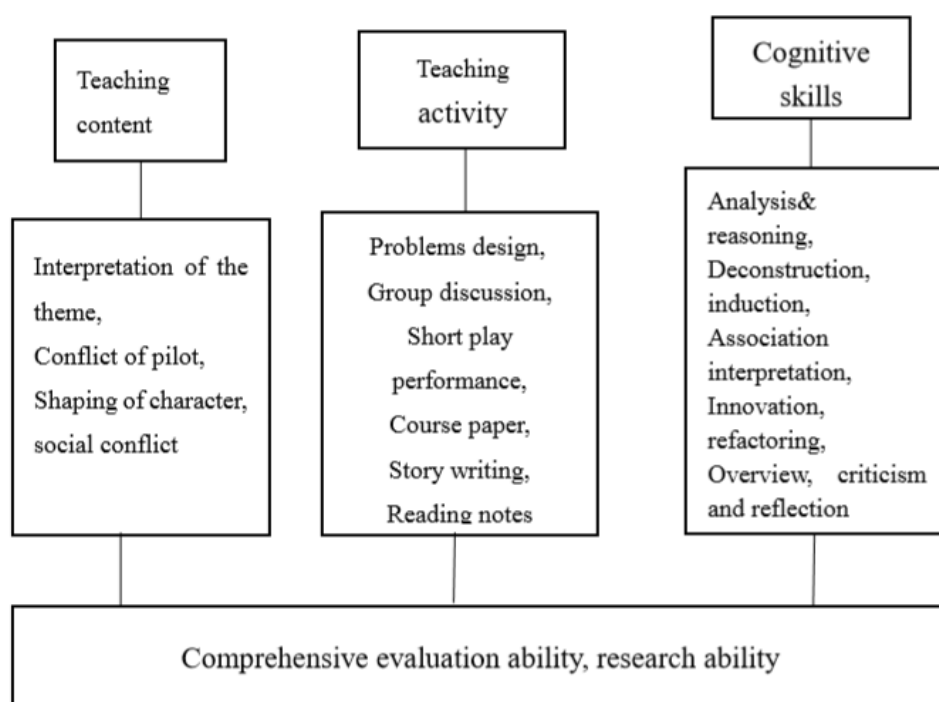 Teaching
content
Teaching
activity
Cognitive
skills
Interpretation of the
theme,
Conflict of pilot,
Shaping of character,
social conflict
Problems design,
Group discussion,
Short play
performance,
Course paper,
Story writing,
Reading notes
Analysis&
reasoning,
Deconstruction,
induction,
Association
interpretation,
Innovation,
refactoring,
Overview, criticism
and reflection
Comprehensive evaluation ability, research ability